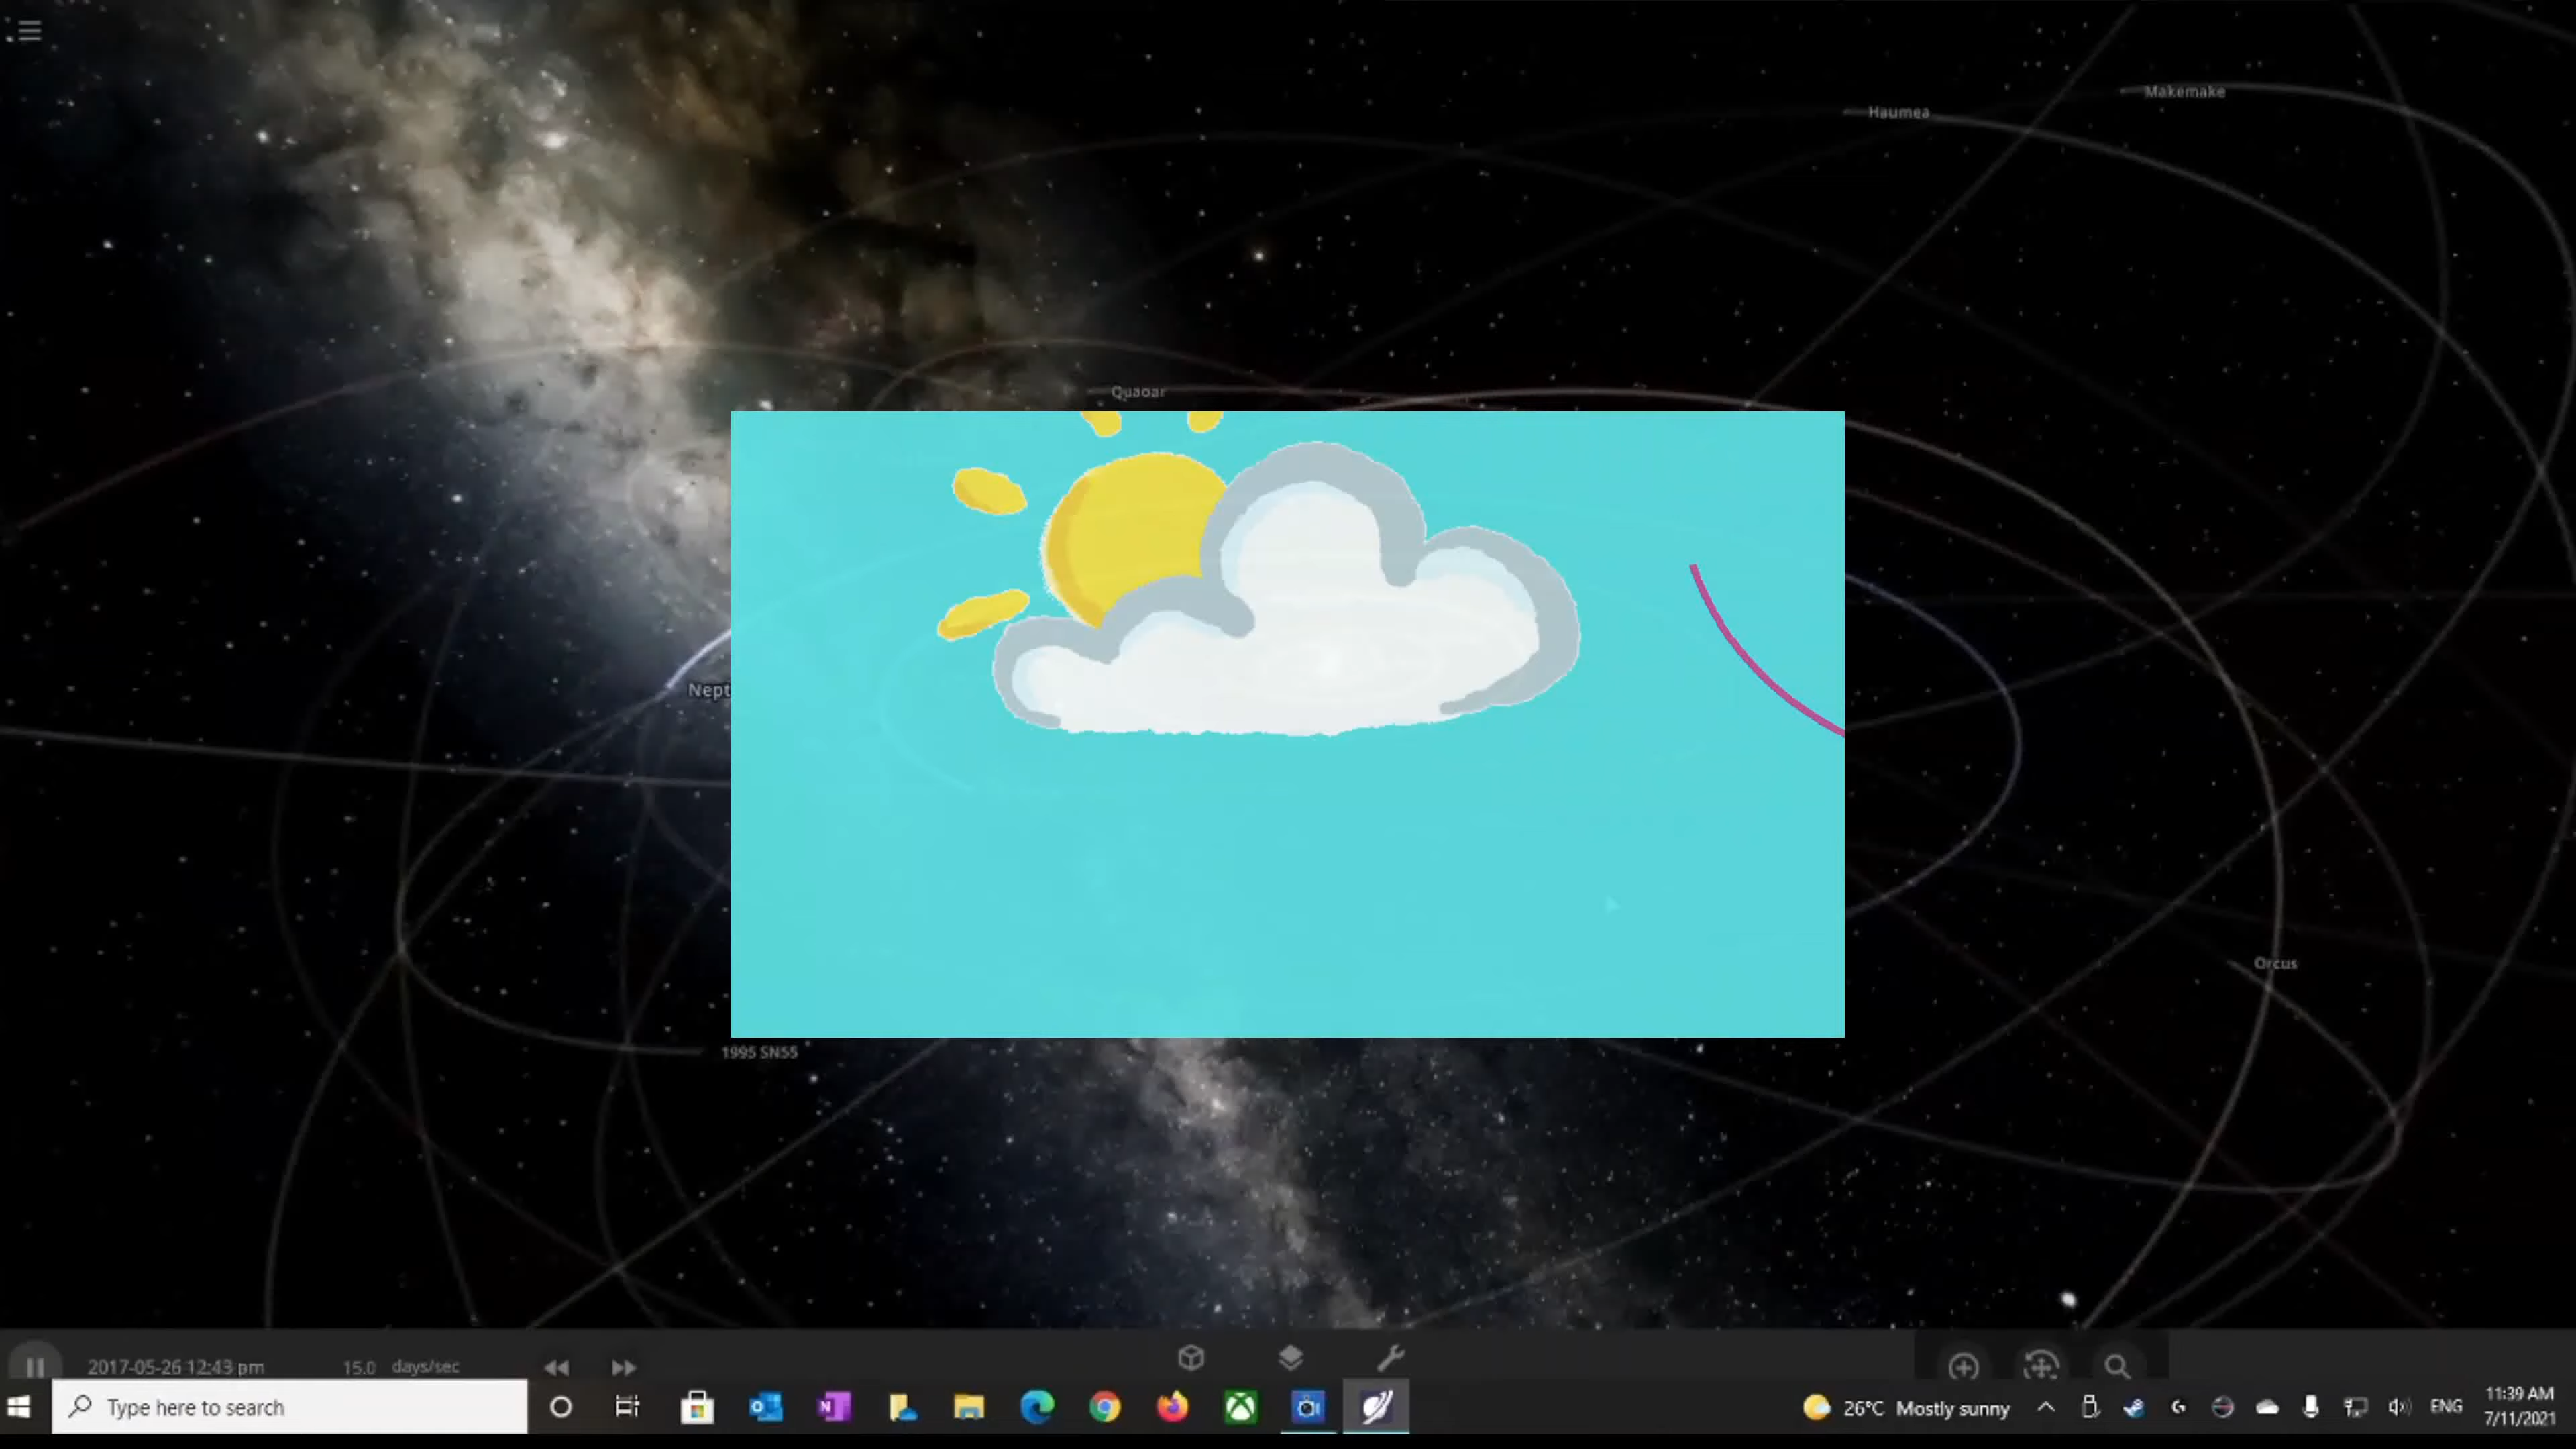 Makemake
Haumea
Quaoar
Nept
Orcus
1995 SN55
2017-05-26 12:43 pm 15.0 days/sec
Type here to search
26°C Mostly sunny
ENG
11:39 AM
7/11/2021